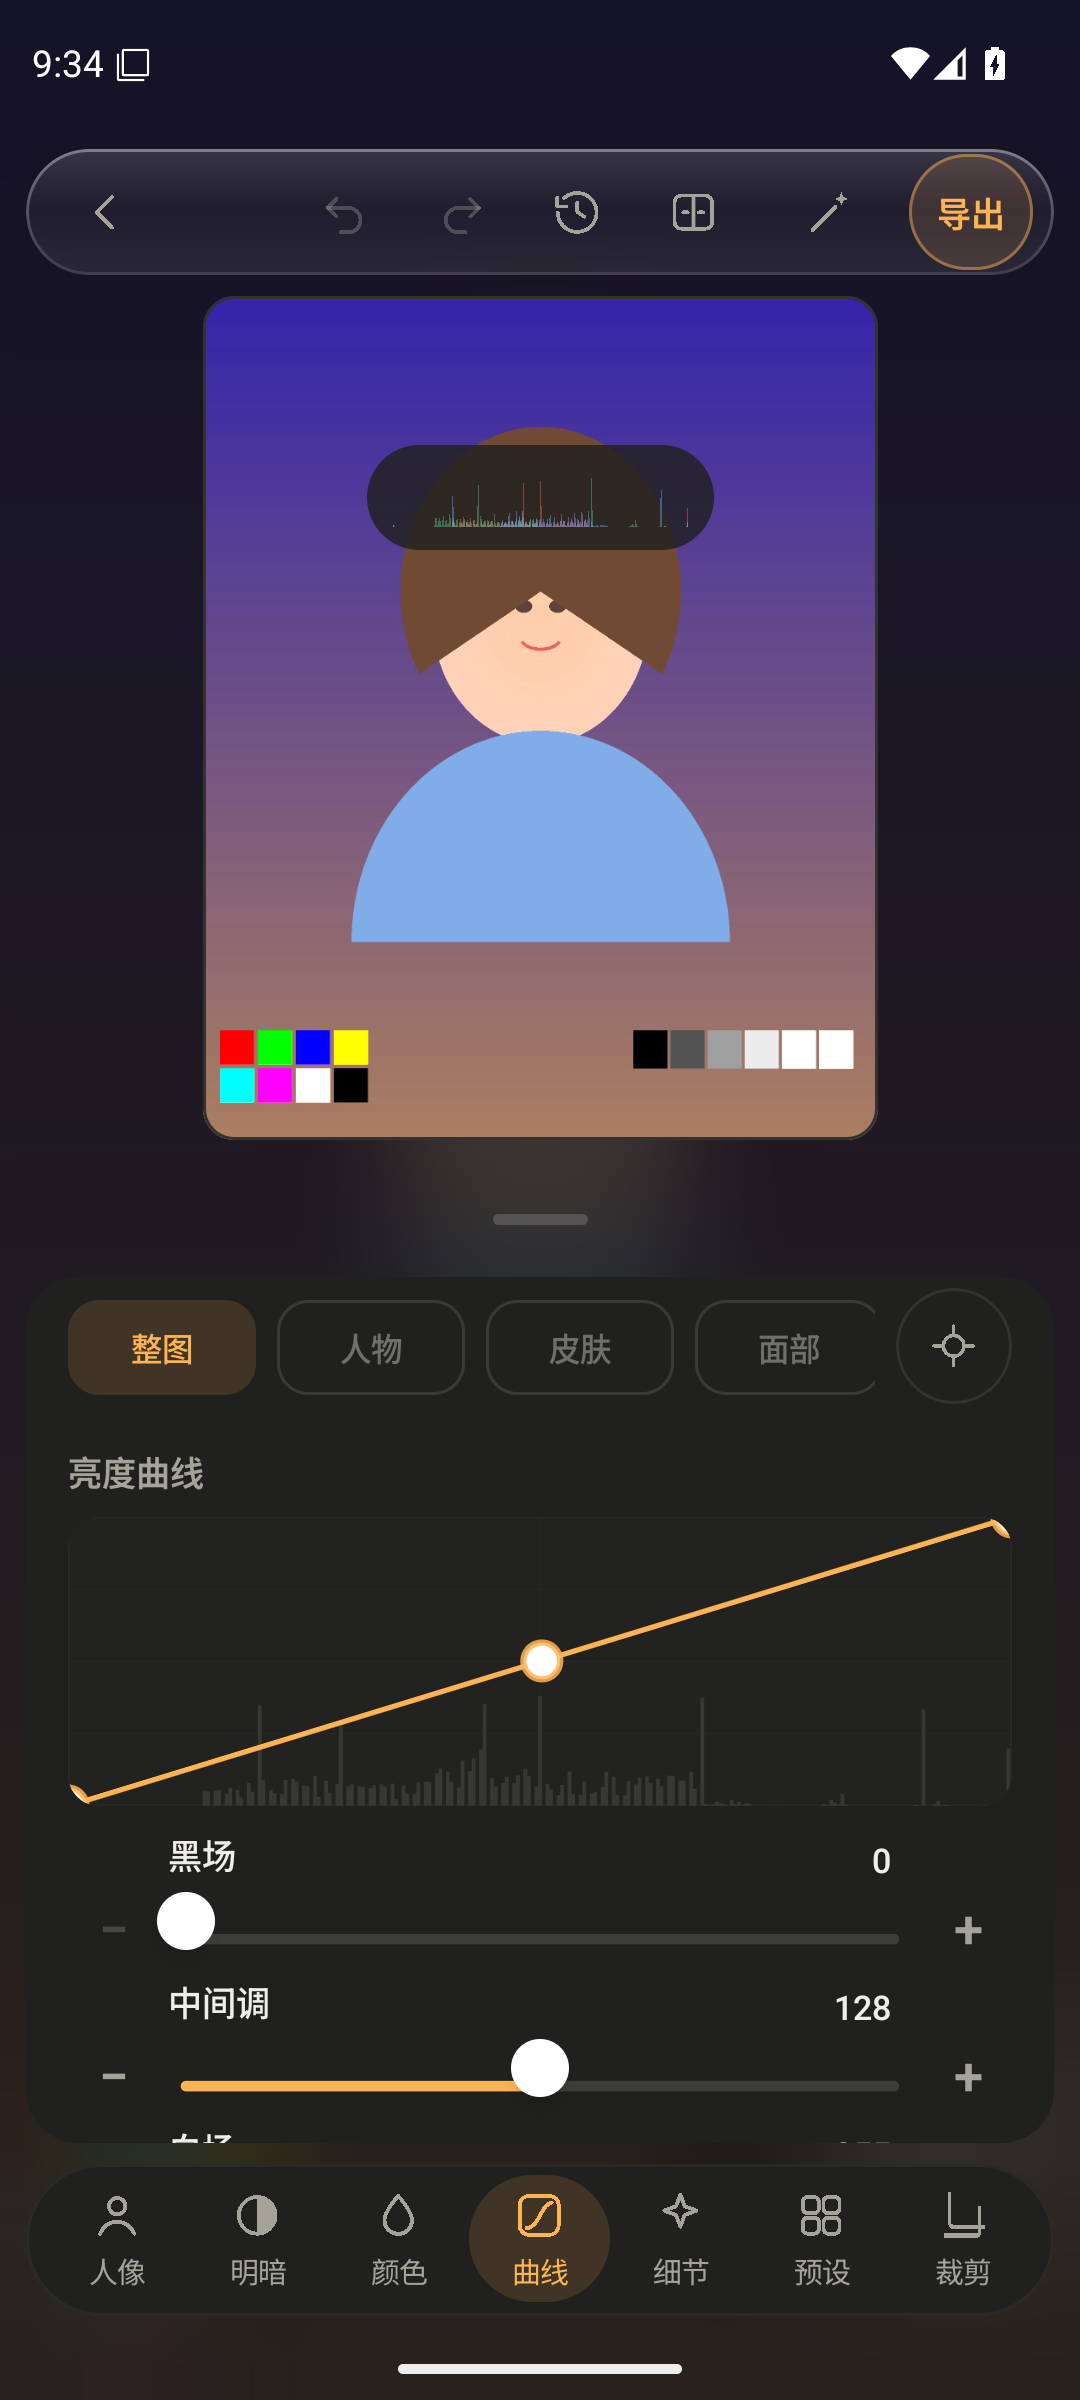 9:34
导出
整图 人物 皮肤 面部
亮度曲线
黑场 0
中间调 128
人像 明暗 颜色 曲线 细节 预设 裁剪